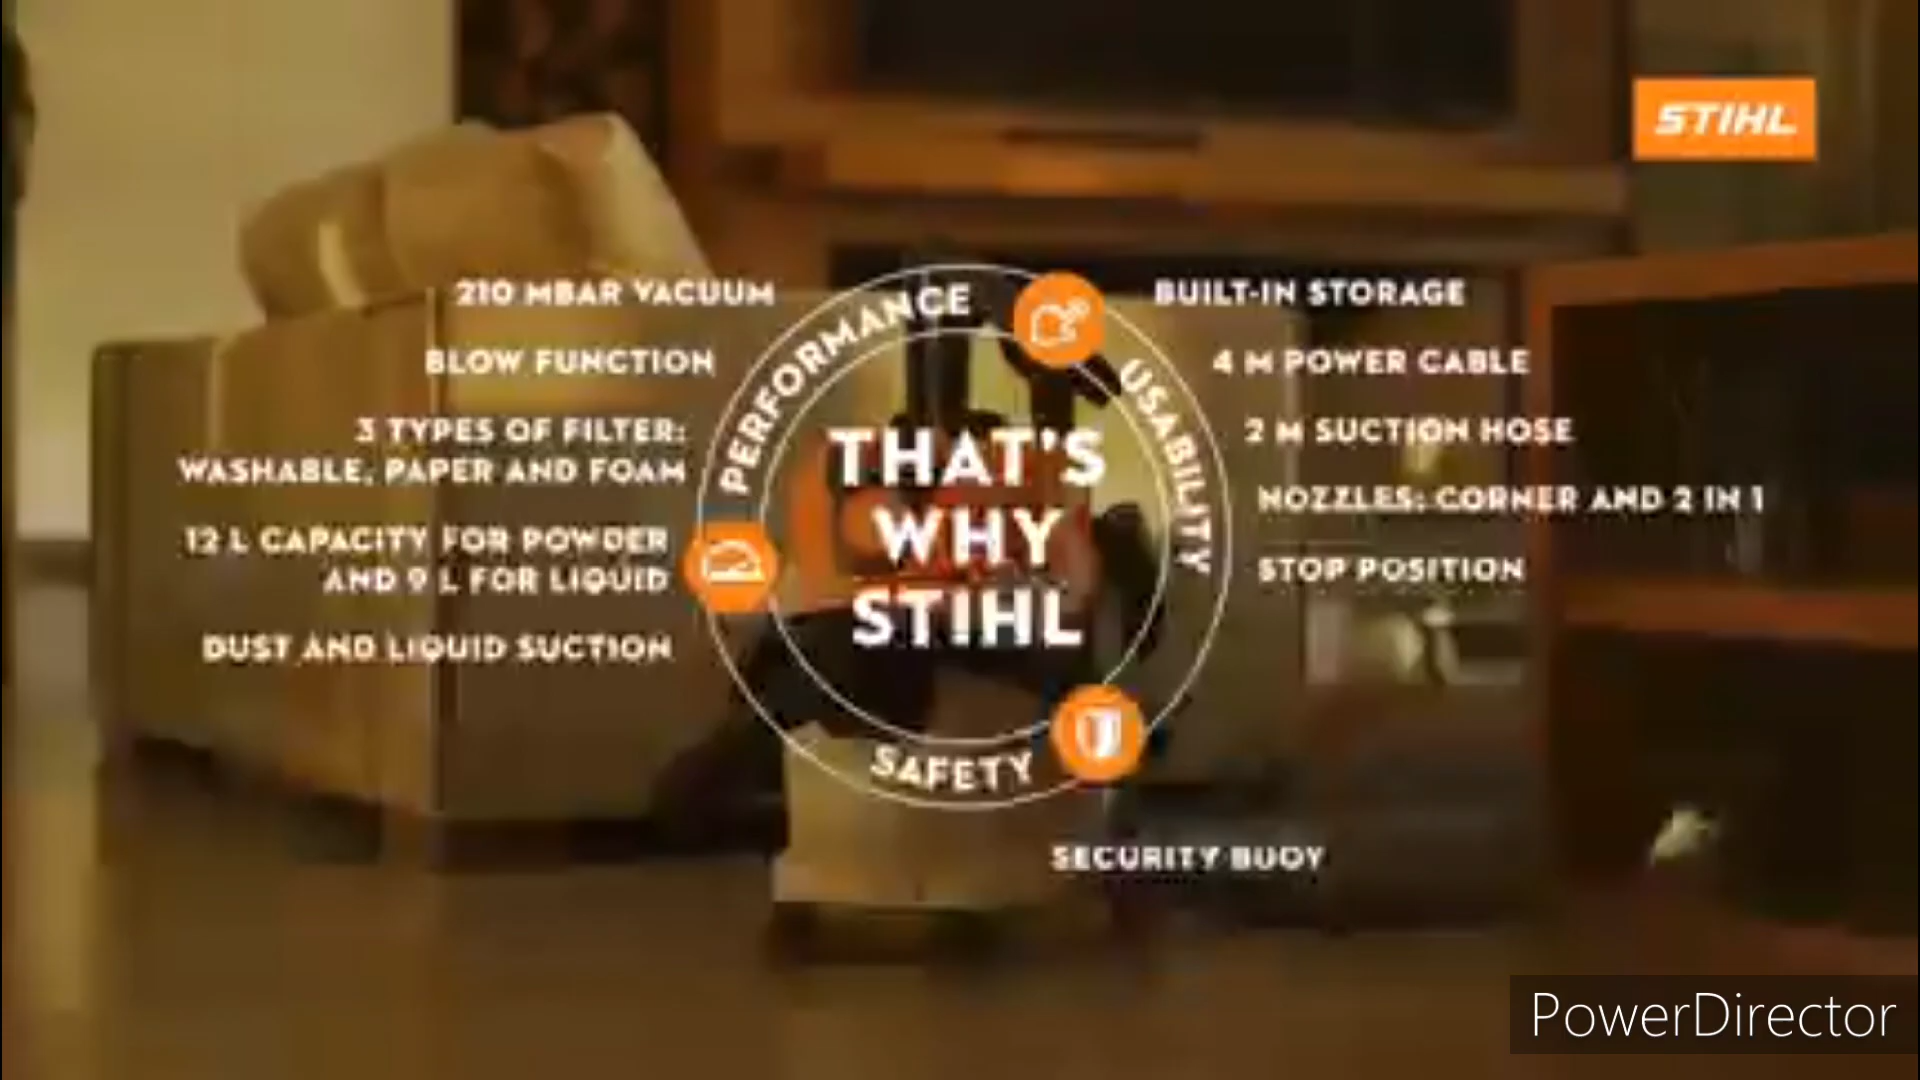 STIHL
210 MBAR VACUUM
BLOW FUNCTION
3 TYPES OF FILTER:
WASHABLE, PAPER AND FOAM
12 L CAPACITY FOR POWDER
AND 9 L FOR LIQUID
DUST AND LIQUID SUCTION
PERFORMANCE
THAT'S
WHY
STIHL
USABILITY
SAFETY
BUILT-IN STORAGE
4 M POWER CABLE
2 M SUCTION HOSE
NOZZLES: CORNER AND 2 IN 1
STOP POSITION
SECURITY BUOY
PowerDirector